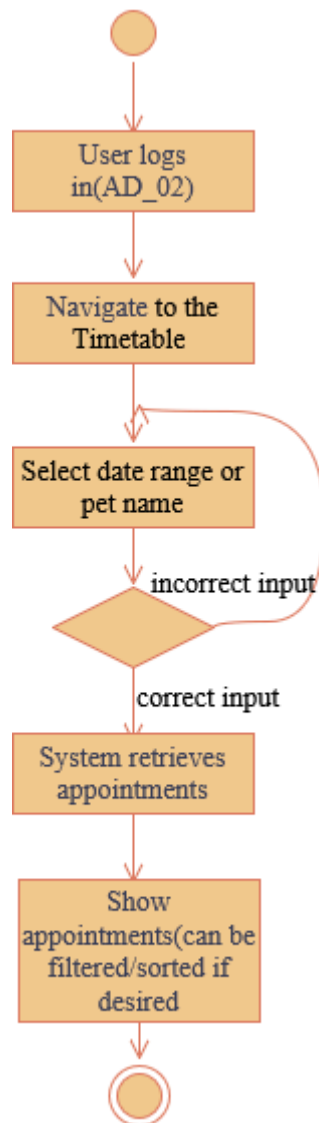 User logs
in(AD_02)
Navigate to the
Timetable
Select date range or
pet name
incorrect input
correct input
System retrieves
appointments
Show
appointments(can be
filtered/sorted if
desired